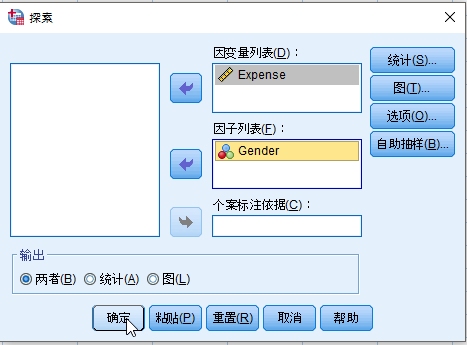 探索
因变量列表(D)：
Expense
统计(S)...
图(T)...
选项(O)...
自助抽样(B)...
因子列表(F)：
Gender
个案标注依据(C)：
输出
两者(B) 统计(A) 图(L)
确定 粘贴(P) 重置(R) 取消 帮助